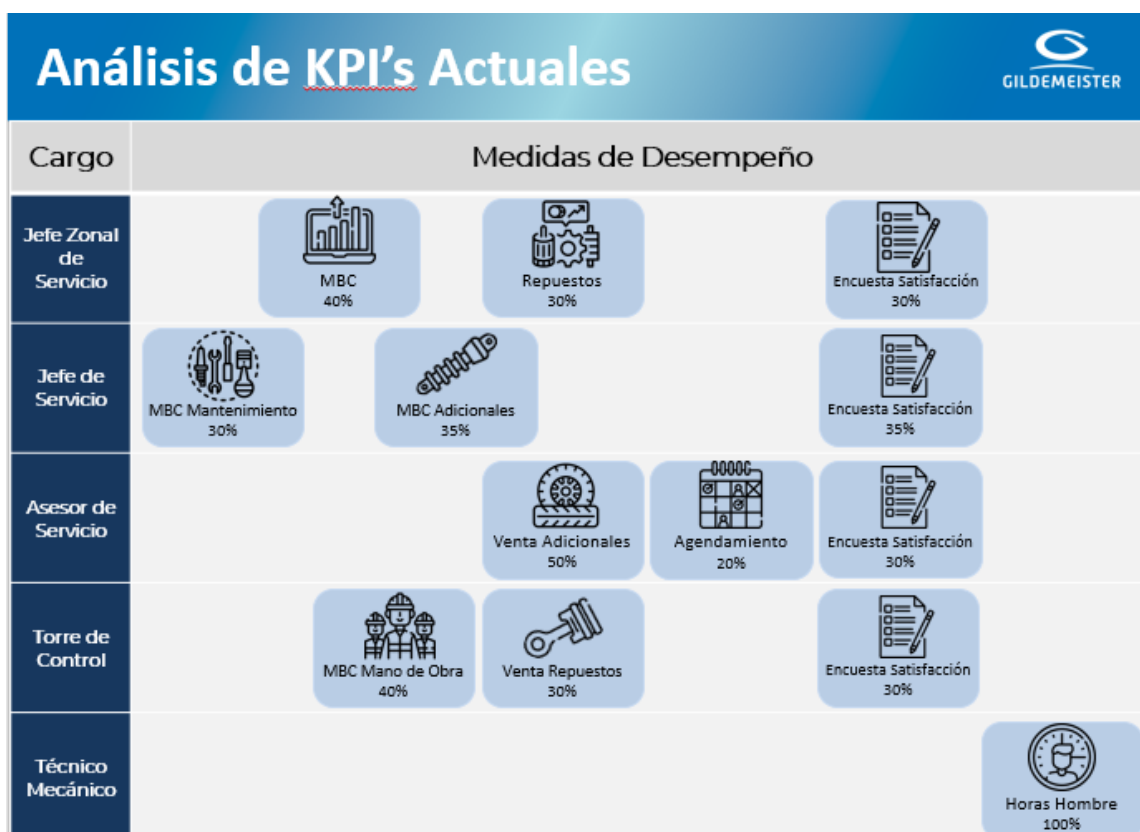 Análisis de KPI's Actuales
GILDEMEISTER
Cargo
Medidas de Desempeño
Jefe Zonal
de
Servicio
MBC
40%
Repuestos
30%
Encuesta Satisfacción
30%
Jefe de
Servicio
MBC Mantenimiento
30%
MBC Adicionales
35%
Encuesta Satisfacción
35%
Asesor de
Servicio
Venta Adicionales
50%
Agendamiento
20%
Encuesta Satisfacción
30%
Torre de
Control
MBC Mano de Obra
40%
Venta Repuestos
30%
Encuesta Satisfacción
30%
Técnico
Mecánico
Horas Hombre
100%